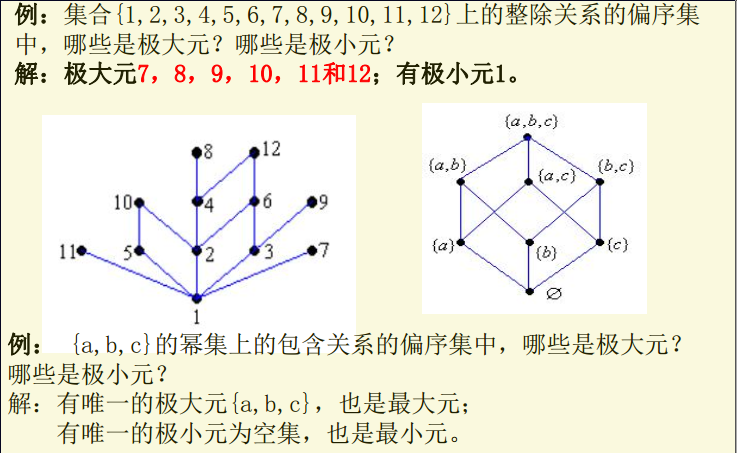 例：集合{1,2,3,4,5,6,7,8,9,10,11,12}上的整除关系的偏序集
中，哪些是极大元？哪些是极小元？
解：极大元7，8，9，10，11和12；有极小元1。
8
12
10
4
6
9
11
5
2
3
7
1
{a,b,c}
{a,b}
{a,c}
{b,c}
{a}
{b}
{c}
∅
例： {a,b,c}的幂集上的包含关系的偏序集中，哪些是极大元？
哪些是极小元？
解：有唯一的极大元{a,b,c}，也是最大元；
有唯一的极小元为空集，也是最小元。